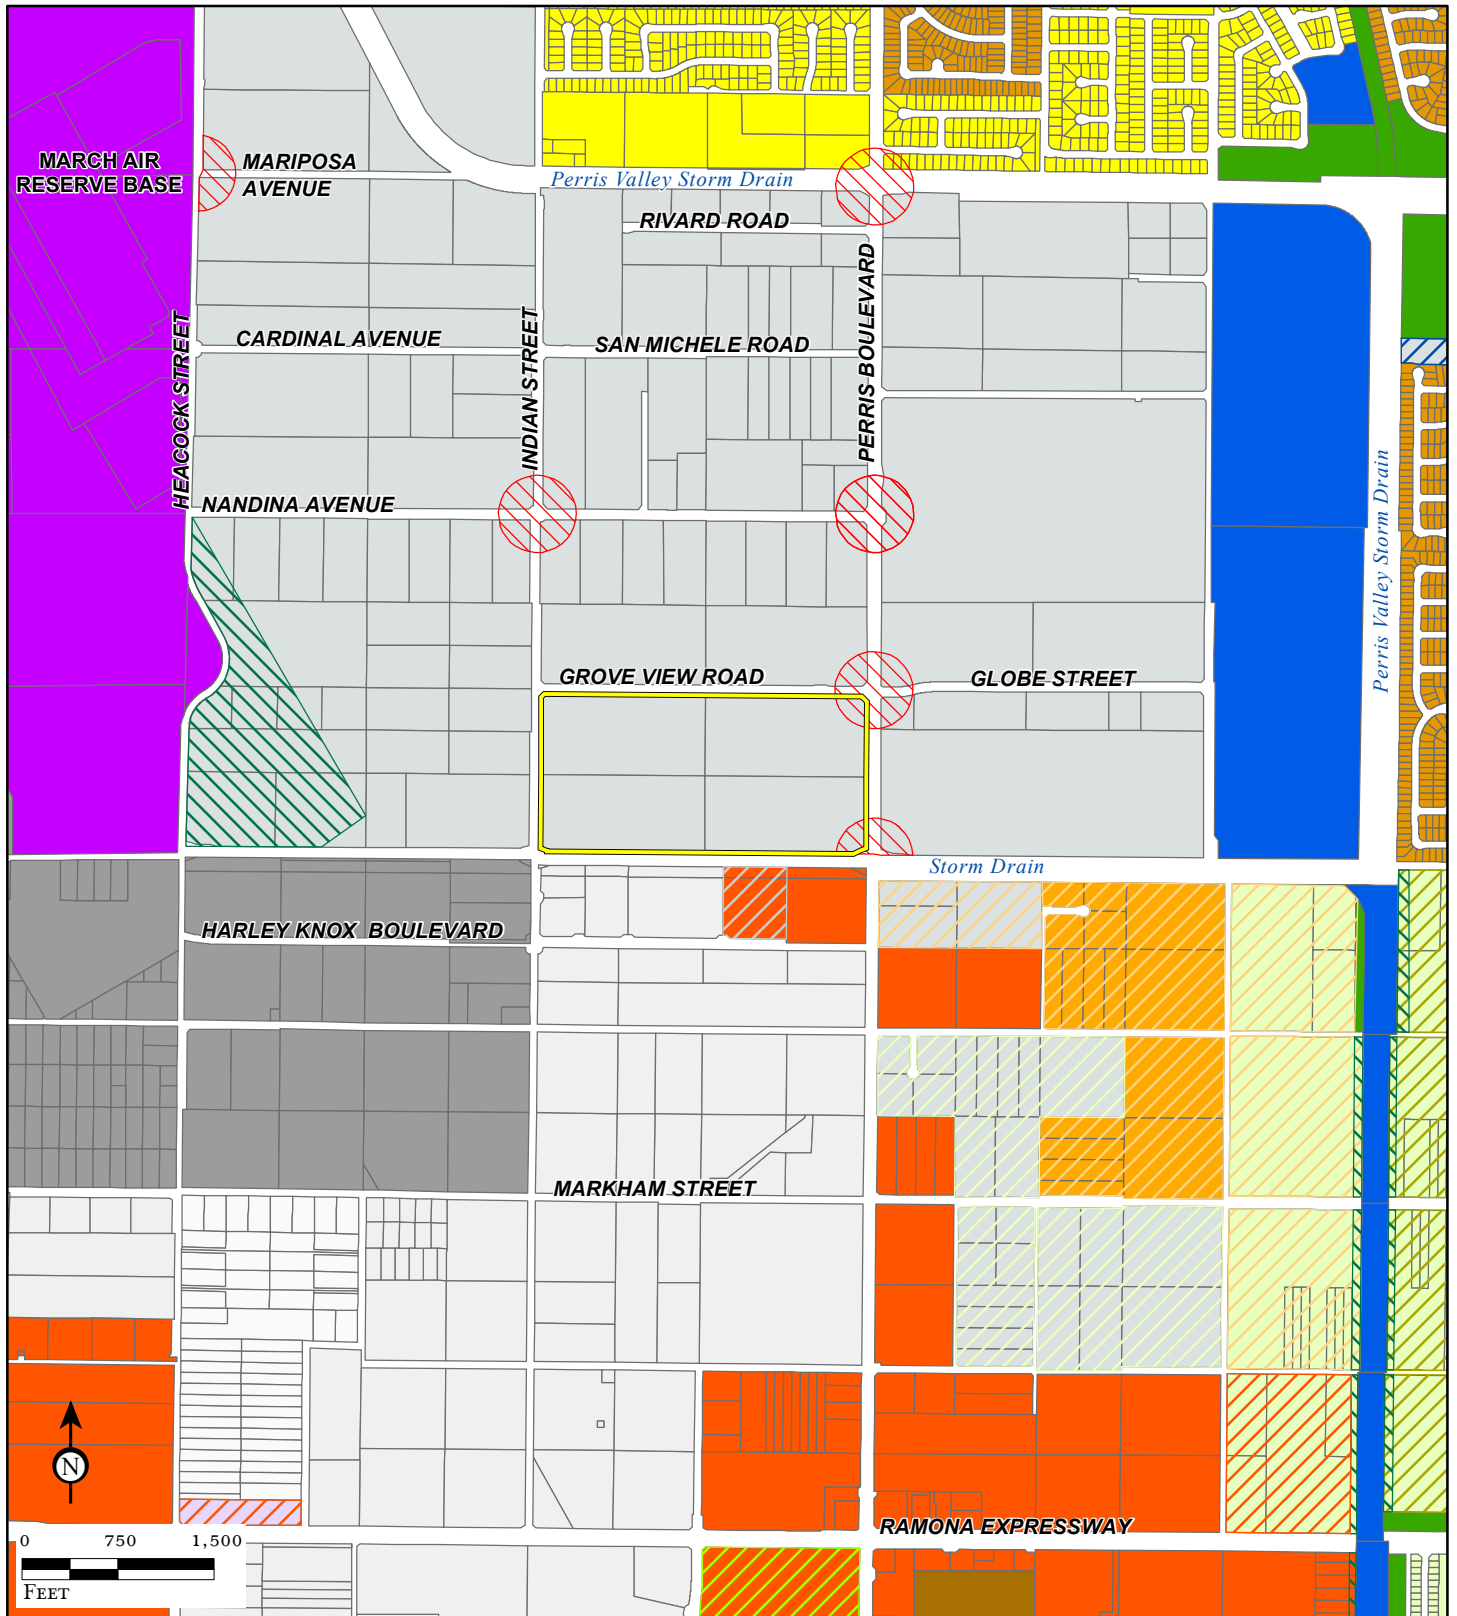 MARCH AIR
RESERVE BASE
MARIPOSA
AVENUE
Perris Valley Storm Drain
RIVARD ROAD
PERRIS BOULEVARD
HEACOCK STREET
CARDINAL AVENUE
INDIAN STREET
SAN MICHELE ROAD
NANDINA AVENUE
Perris Valley Storm Drain
GROVE VIEW ROAD
GLOBE STREET
Storm Drain
HARLEY KNOX BOULEVARD
MARKHAM STREET
N
RAMONA EXPRESSWAY
0 750 1,500
FEET